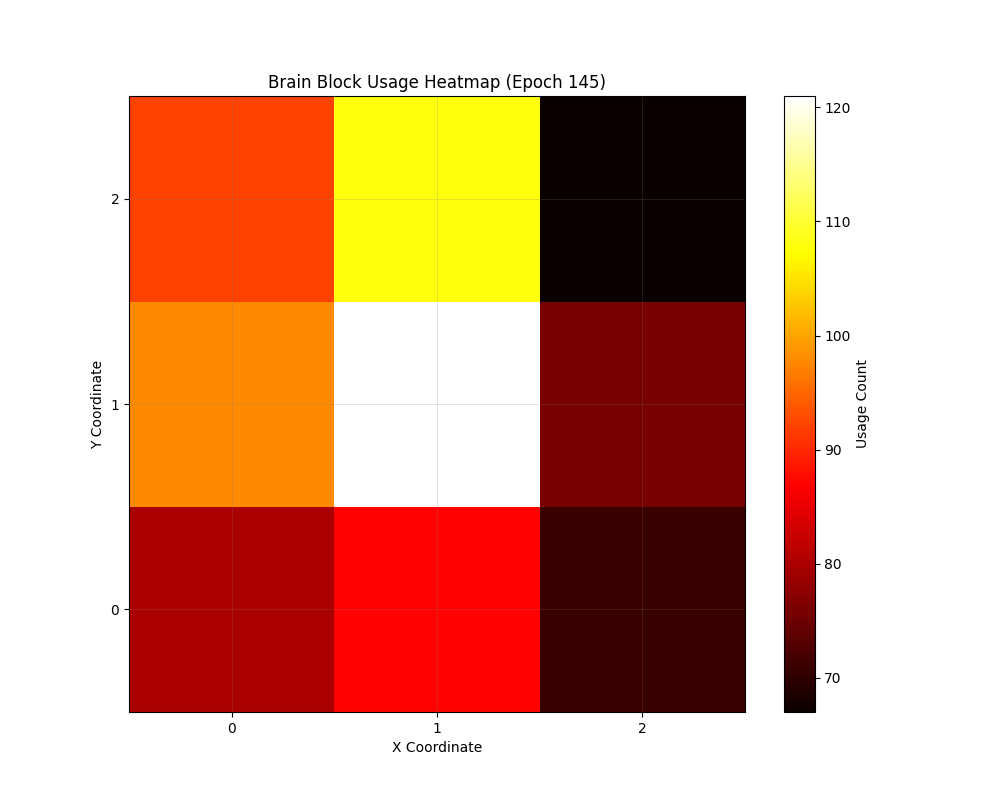 Brain Block Usage Heatmap (Epoch 145)
120
110
100
90
80
70
Usage Count
2
1
0
Y Coordinate
0 1 2
X Coordinate